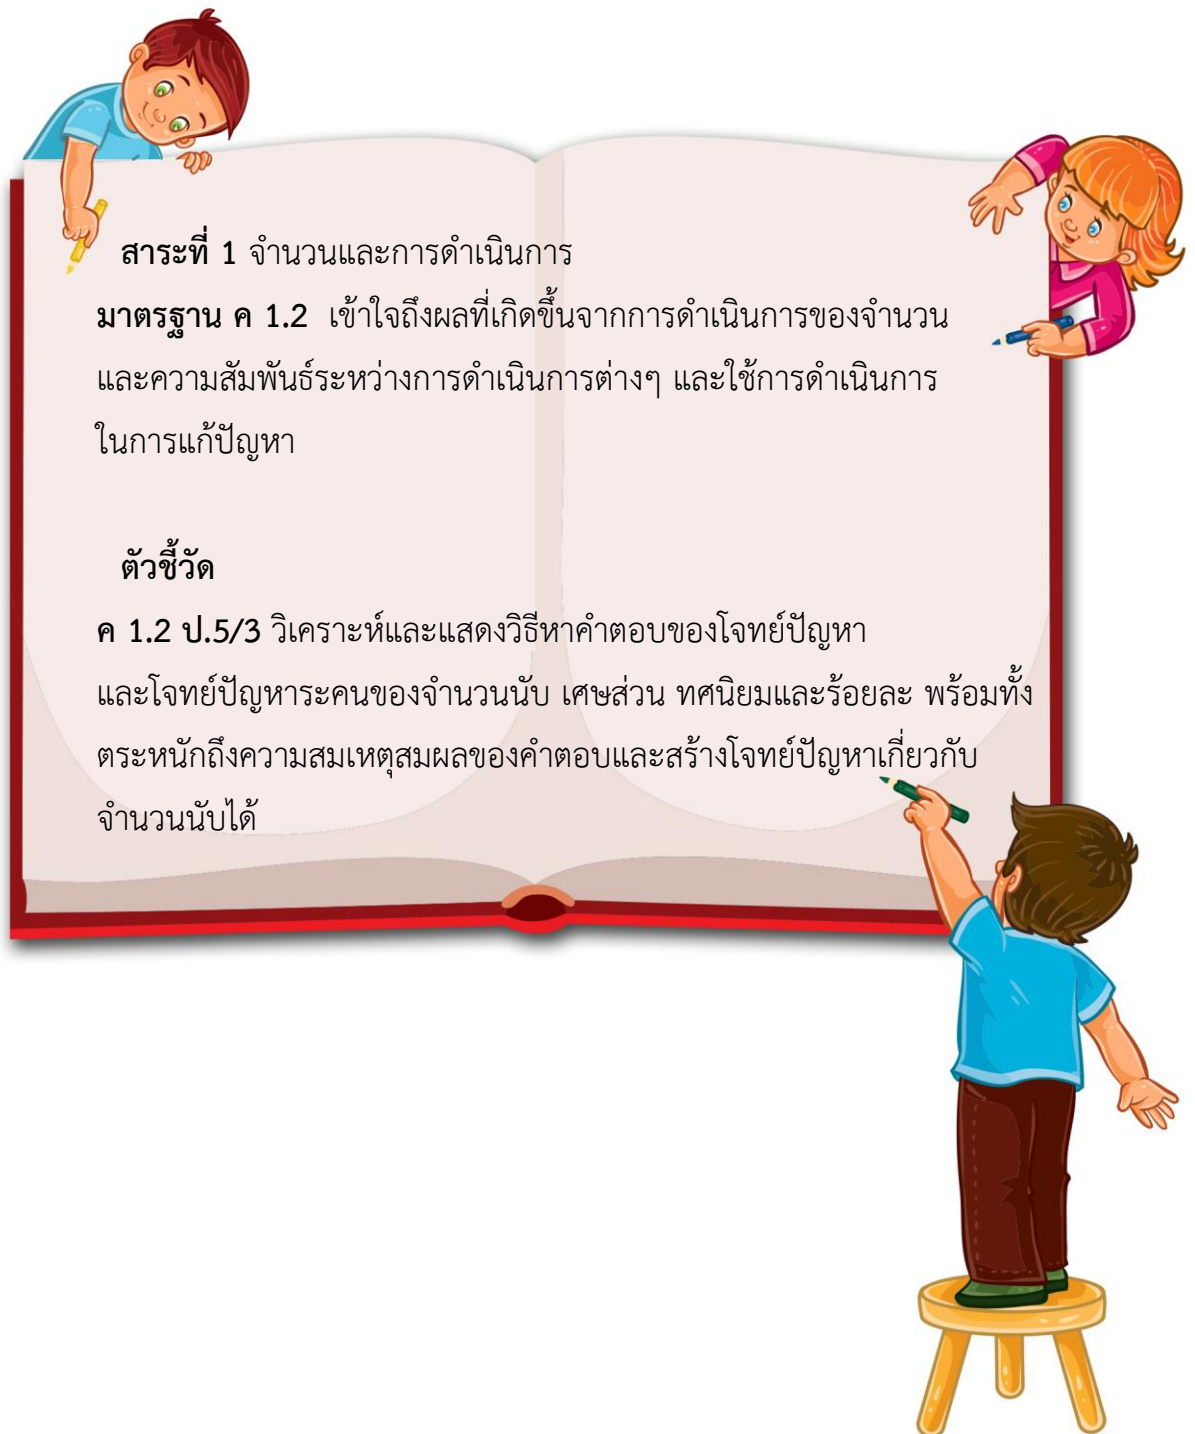 สาระที่ 1 จำนวนและการดำเนินการ
มาตรฐาน ค 1.2 เข้าใจถึงผลที่เกิดขึ้นจากการดำเนินการของจำนวน
และความสัมพันธ์ระหว่างการดำเนินการต่างๆ และใช้การดำเนินการ
ในการแก้ปัญหา
ตัวชี้วัด
ค 1.2 ป.5/3 วิเคราะห์และแสดงวิธีหาคำตอบของโจทย์ปัญหา
และโจทย์ปัญหาระคนของจำนวนนับ เศษส่วน ทศนิยมและร้อยละ พร้อมทั้ง
ตระหนักถึงความสมเหตุสมผลของคำตอบและสร้างโจทย์ปัญหาเกี่ยวกับ
จำนวนนับได้